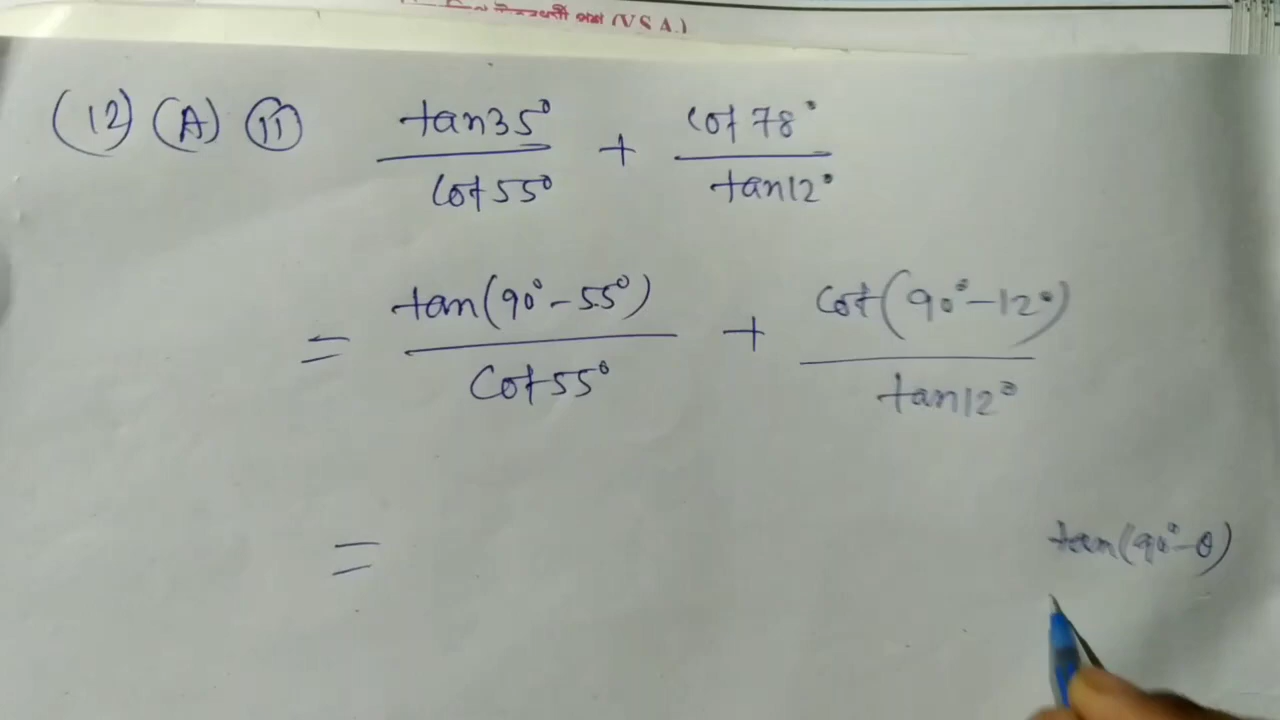 (V S A.)
(12) (A) (ii) tan35° / cot55° + cot78° / tan12°
= tan(90°-55°) / Cot55° + Cot(90°-12°) / tan12°
=
tan(90°-θ)